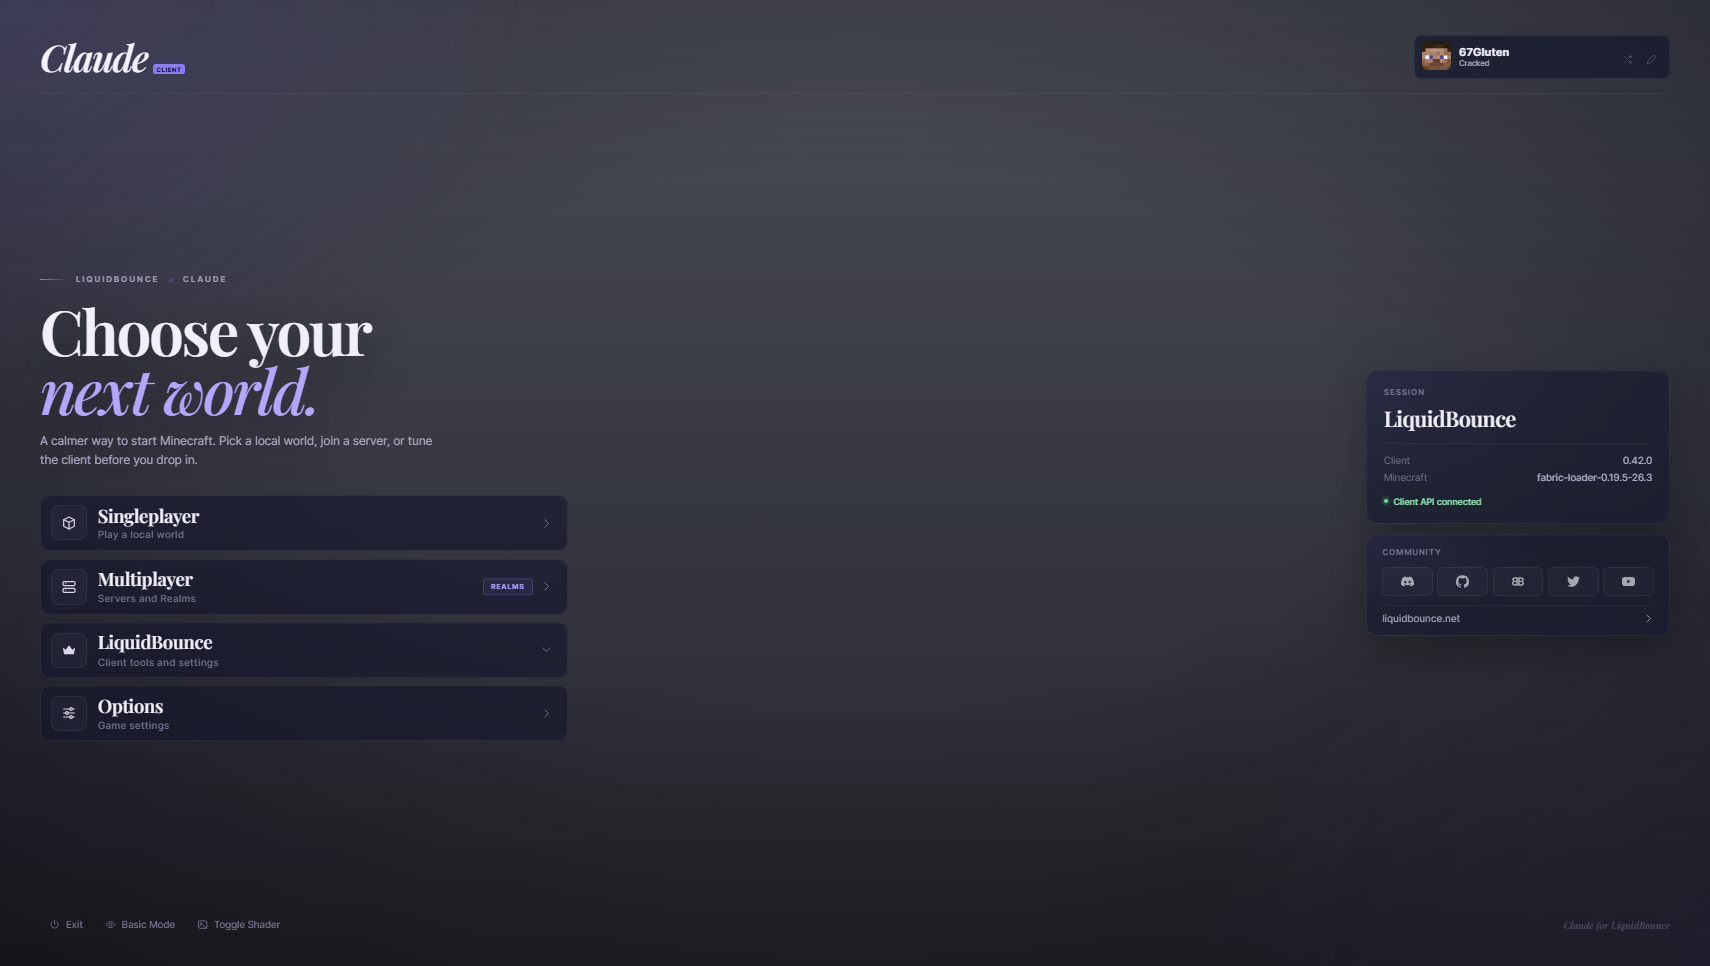 Claude CLIENT
67Gluten
Cracked
LIQUIDBOUNCE × CLAUDE
Choose your
next world.
A calmer way to start Minecraft. Pick a local world, join a server, or tune
the client before you drop in.
Singleplayer
Play a local world
Multiplayer
Servers and Realms
REALMS
LiquidBounce
Client tools and settings
Options
Game settings
SESSION
LiquidBounce
Client 0.42.0
Minecraft fabric-loader-0.19.5-26.3
Client API connected
COMMUNITY
liquidbounce.net
Exit Basic Mode Toggle Shader
Claude for LiquidBounce